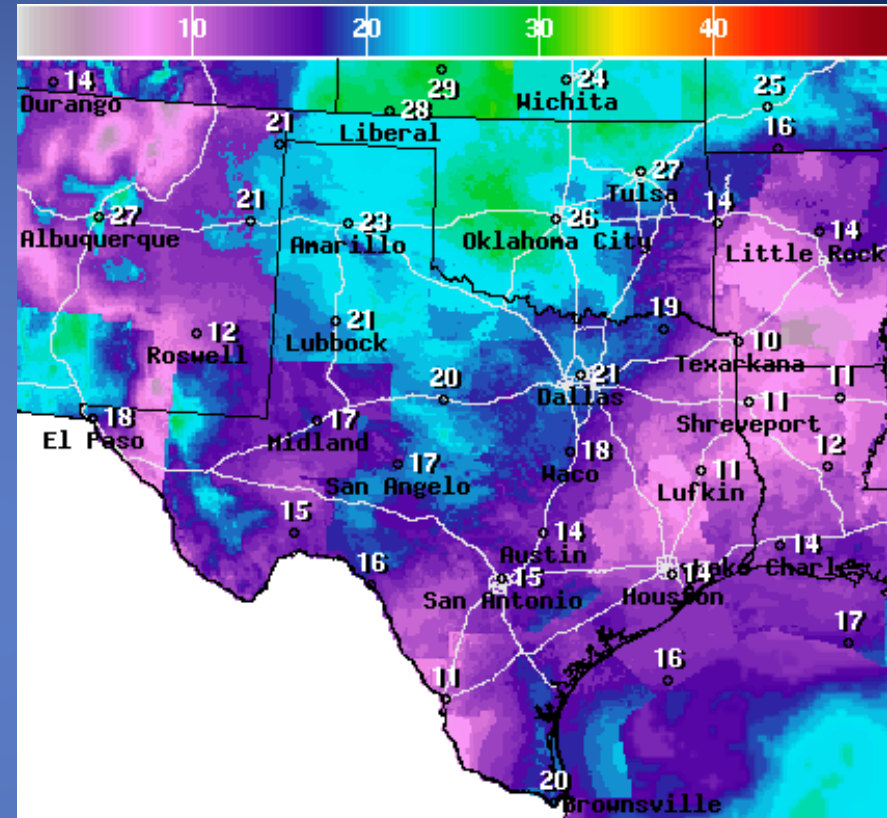 10 20 30 40
14
Durango
29
24
Wichita
25
28
Liberal
21
16
27
Tulsa
27
Albuquerque
21
23
Amarillo
26
Oklahoma City
14
14
Little Rock
12
Roswell
21
Lubbock
19
10
Texarkana
20
21
Dallas
11
Shreveport
11
18
El Paso
17
Midland
17
San Angelo
18
Waco
11
Lufkin
12
15
14
Austin
14
Lake Charles
16
15
San Antonio
14
Houston
17
16
11
20
Brownsville